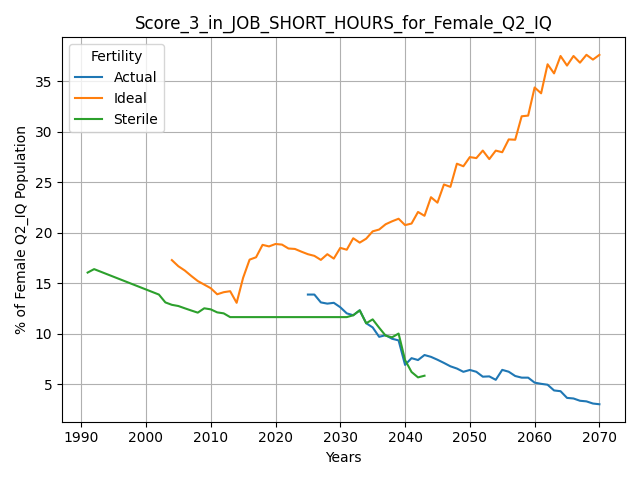 Score_3_in_JOB_SHORT_HOURS_for_Female_Q2_IQ
Fertility
Actual
Ideal
Sterile
% of Female Q2_IQ Population
35
30
25
20
15
10
5
1990 2000 2010 2020 2030 2040 2050 2060 2070
Years